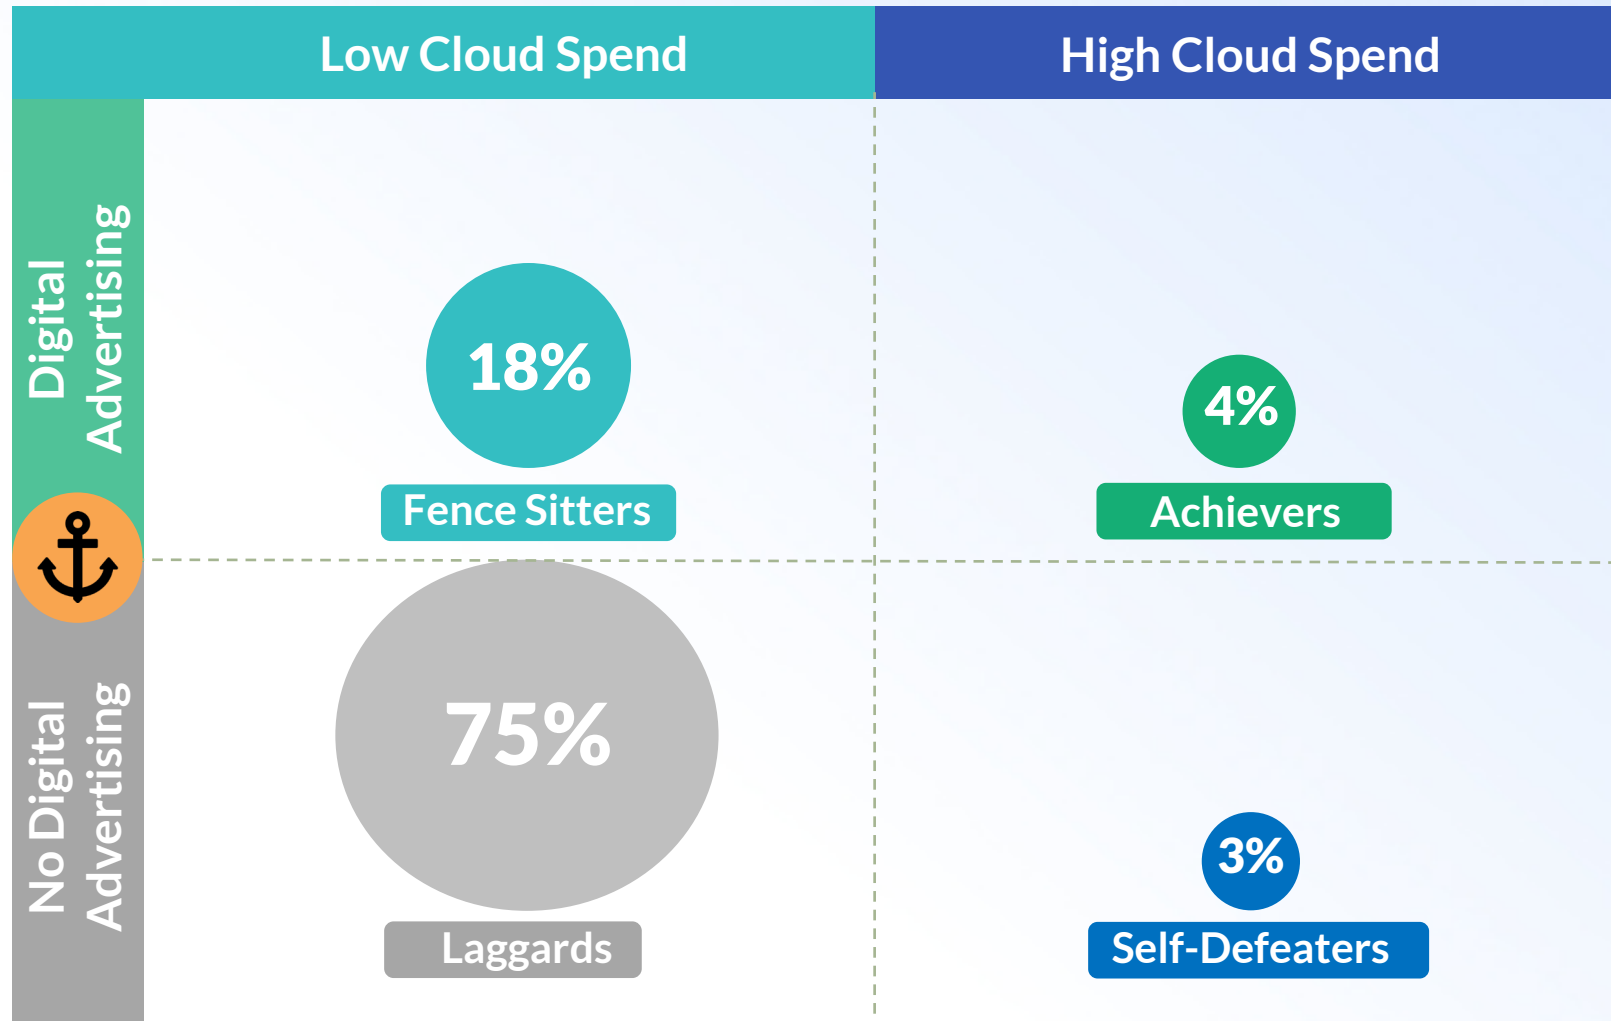 Low Cloud Spend
High Cloud Spend
Digital
Advertising
18%
4%
Fence Sitters
Achievers
No Digital
Advertising
75%
3%
Laggards
Self-Defeaters